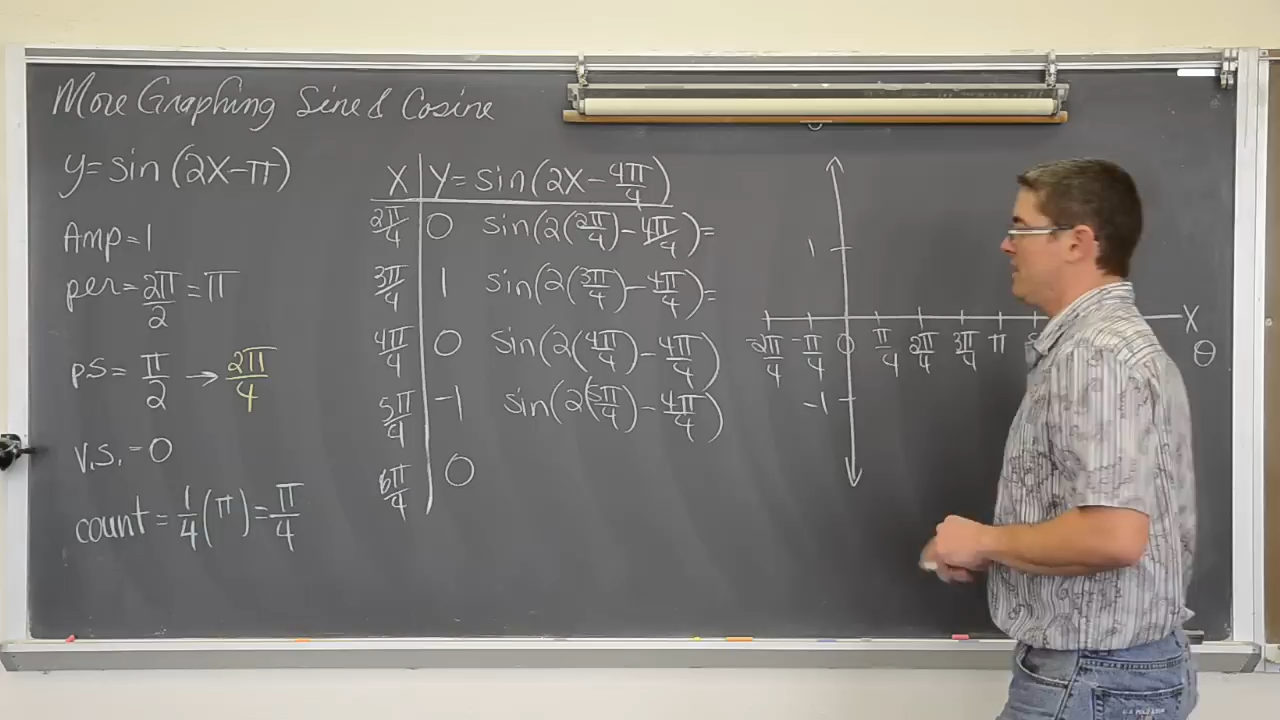 More Graphing Sine & Cosine
y=sin(2X-π)
Amp=1
per=2π/2=π
p.s=π/2→2π/4
V.S.=0
count=1/4(π)=π/4
X Y=sin(2X-4π/4)
2π/4 0 sin(2(2π/4)-4π/4)=
3π/4 1 sin(2(3π/4)-4π/4)=
4π/4 0 sin(2(4π/4)-4π/4)
5π/4 -1 sin(2(5π/4)-4π/4)
6π/4 0
1
X
-2π/4 -π/4 0 π/4 2π/4 3π/4 π
θ
-1